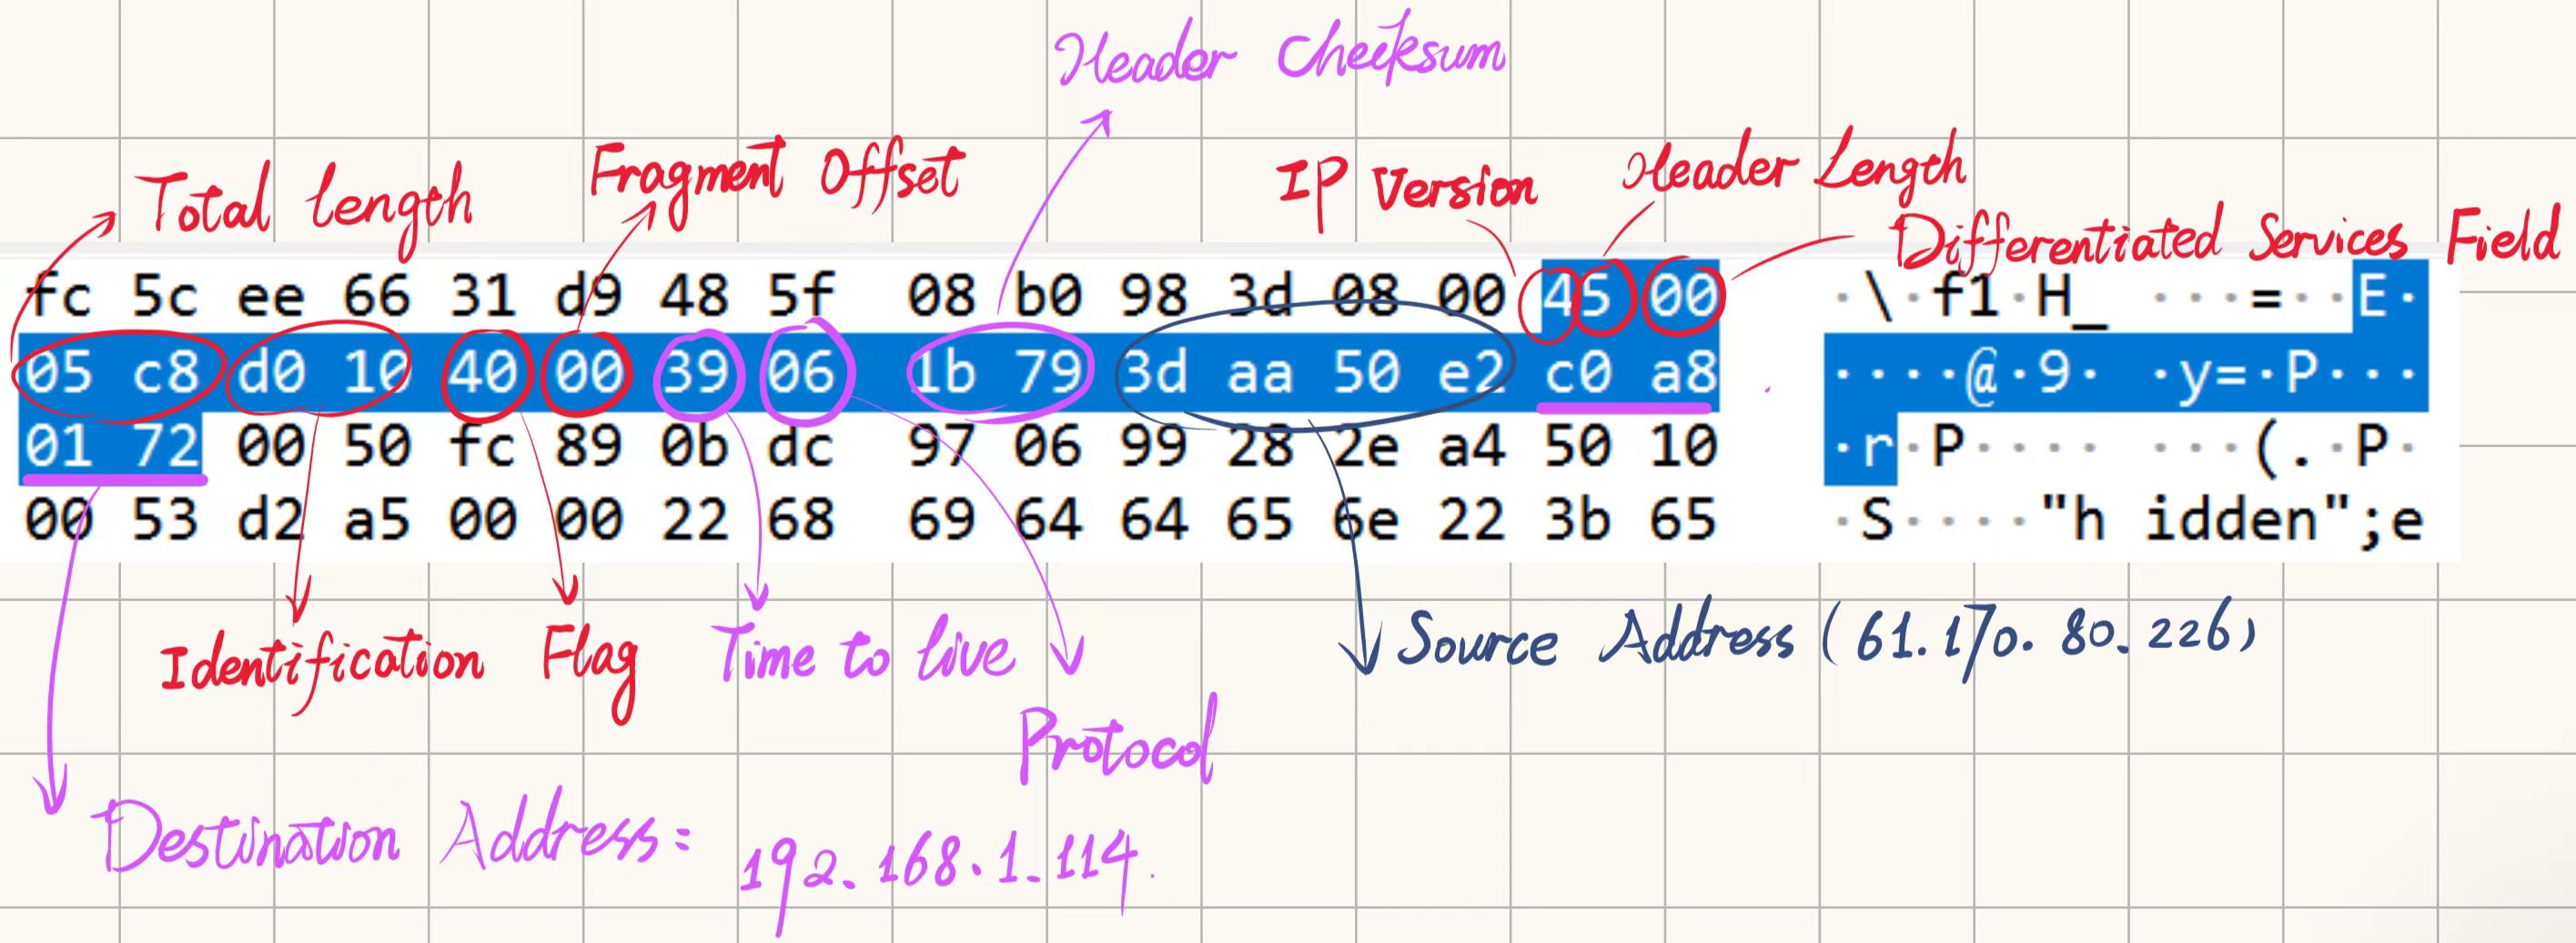 Header Checksum
Total length
Fragment Offset
IP Version
Header Length
Differentiated Services Field
fc 5c ee 66 31 d9 48 5f 08 b0 98 3d 08 00 45 00 ·\·f1·H_ ···=··E·
05 c8 d0 10 40 00 39 06 1b 79 3d aa 50 e2 c0 a8 ····@·9· ·y=·P···
01 72 00 50 fc 89 0b dc 97 06 99 28 2e a4 50 10 ·r·P···· ···(.·P·
00 53 d2 a5 00 00 22 68 69 64 64 65 6e 22 3b 65 ·S····"h idden";e
Identification
Flag
Time to live
Source Address (61.170.80.226)
Protocol
Destination Address:
192.168.1.114.